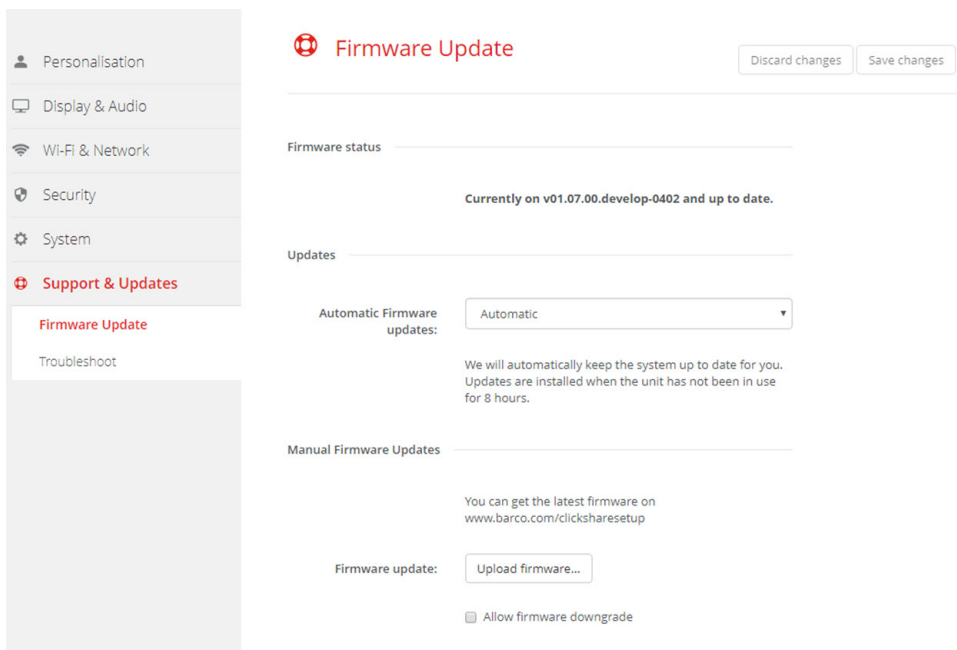 Personalisation
Display & Audio
Wi-Fi & Network
Security
System
Support & Updates
Firmware Update
Troubleshoot
Firmware Update
Discard changes
Save changes
Firmware status
Currently on v01.07.00.develop-0402 and up to date.
Updates
Automatic Firmware
updates:
Automatic
We will automatically keep the system up to date for you.
Updates are installed when the unit has not been in use
for 8 hours.
Manual Firmware Updates
You can get the latest firmware on
www.barco.com/clicksharesetup
Firmware update:
Upload firmware...
Allow firmware downgrade